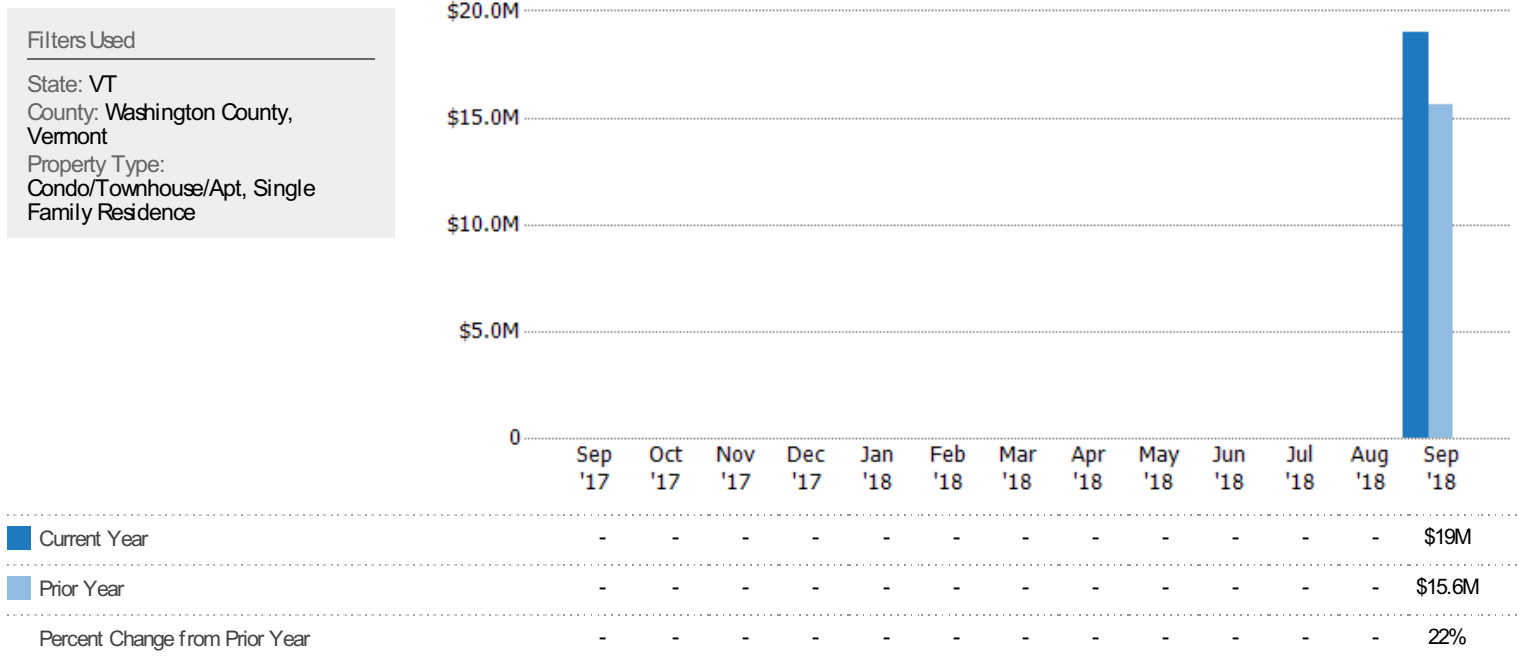 Filters Used
State: VT
County: Washington County,
Vermont
Property Type:
Condo/Townhouse/Apt, Single
Family Residence
$20.0M
$15.0M
$10.0M
$5.0M
0
Sep '17 Oct '17 Nov '17 Dec '17 Jan '18 Feb '18 Mar '18 Apr '18 May '18 Jun '18 Jul '18 Aug '18 Sep '18
Current Year - - - - - - - - - - - - $19M
Prior Year - - - - - - - - - - - - $15.6M
Percent Change from Prior Year - - - - - - - - - - - - 22%